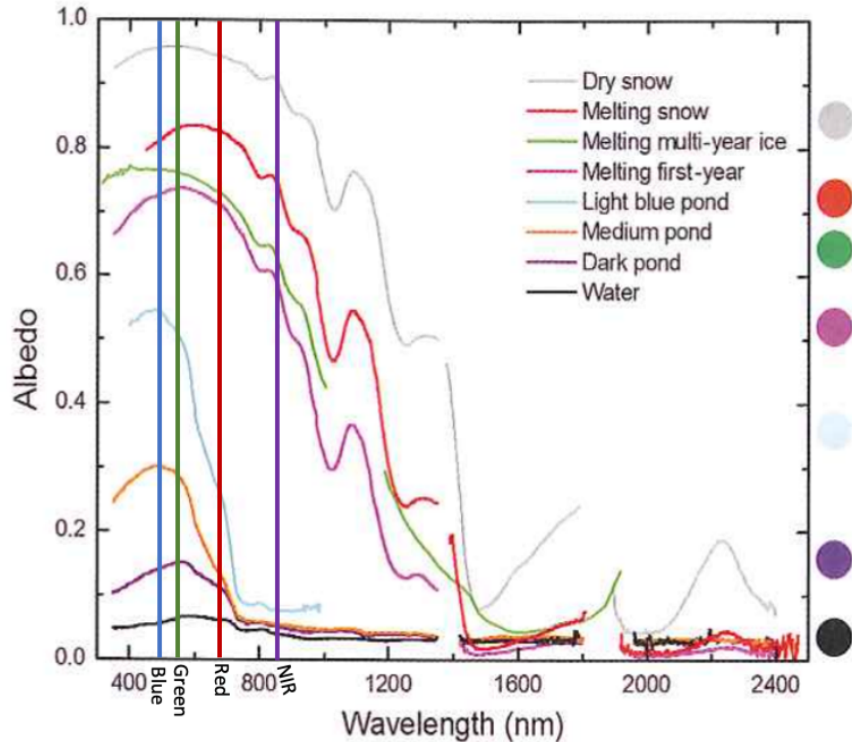 1.0
0.8
0.6
0.4
0.2
0.0
Albedo
Dry snow
Melting snow
Melting multi-year ice
Melting first-year
Light blue pond
Medium pond
Dark pond
Water
400
800
1200
1600
2000
2400
Blue
Green
Red
NIR
Wavelength (nm)